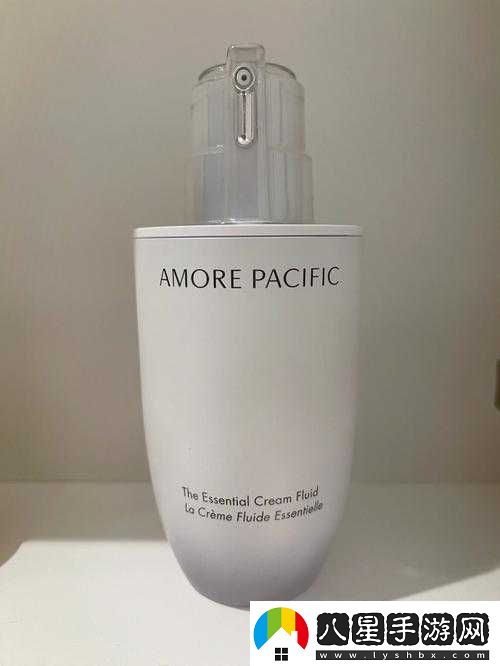 AMORE PACIFIC
The Essential Cream Fluid
La Crème Fluide Essentielle
八星手游网
www.lyshbx.com